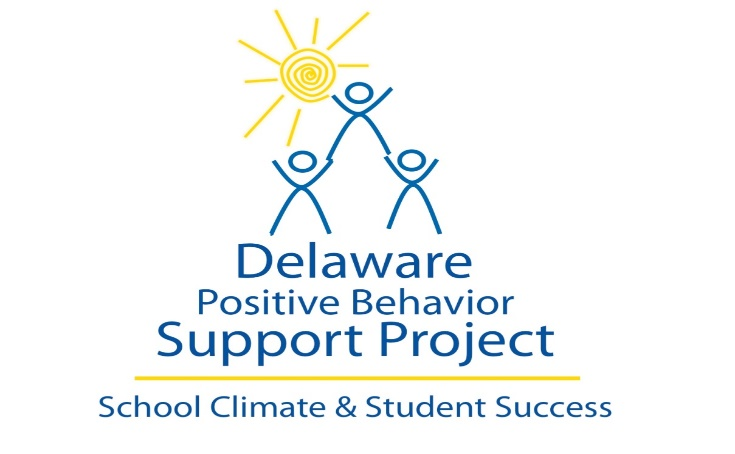 Delaware
Positive Behavior
Support Project
School Climate & Student Success